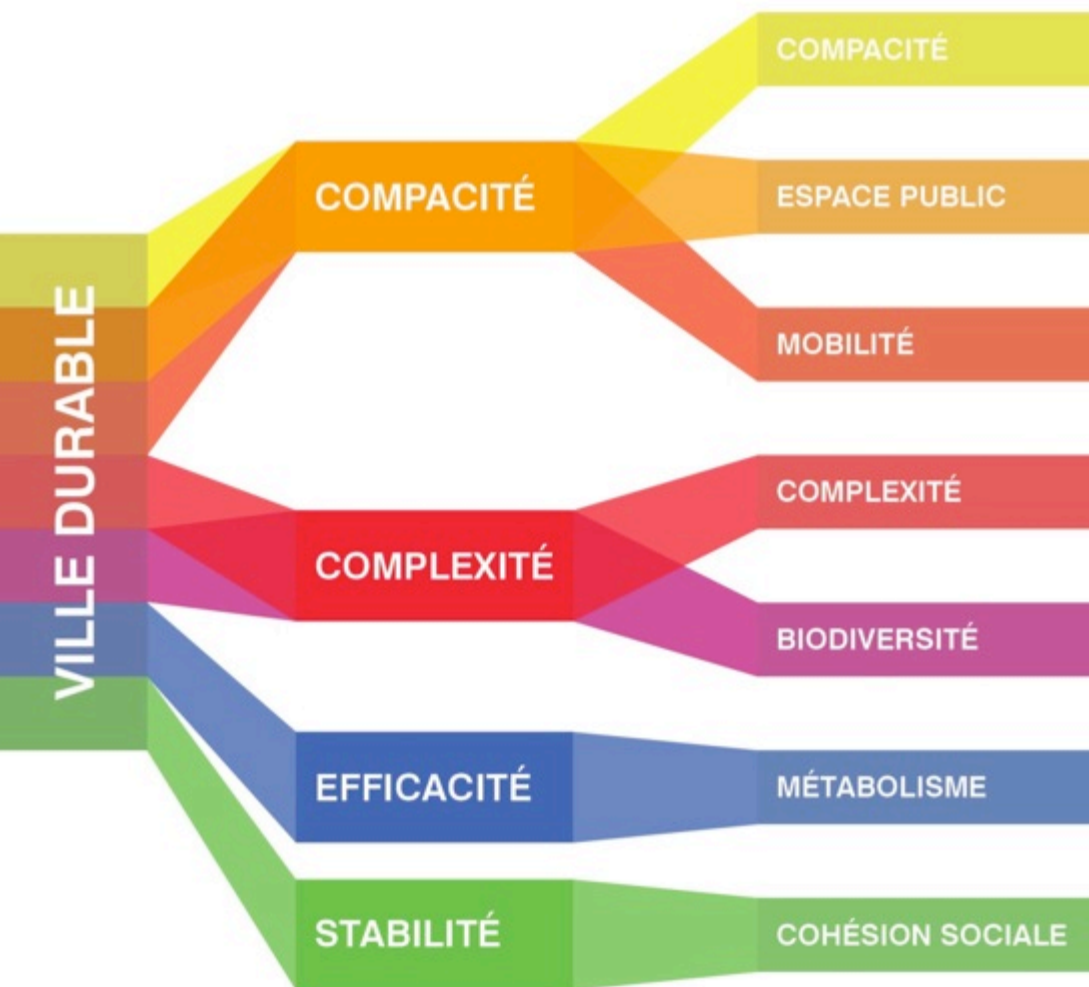 VILLE DURABLE
COMPACITÉ
COMPACITÉ
ESPACE PUBLIC
MOBILITÉ
COMPLEXITÉ
COMPLEXITÉ
BIODIVERSITÉ
EFFICACITÉ
MÉTABOLISME
STABILITÉ
COHÉSION SOCIALE